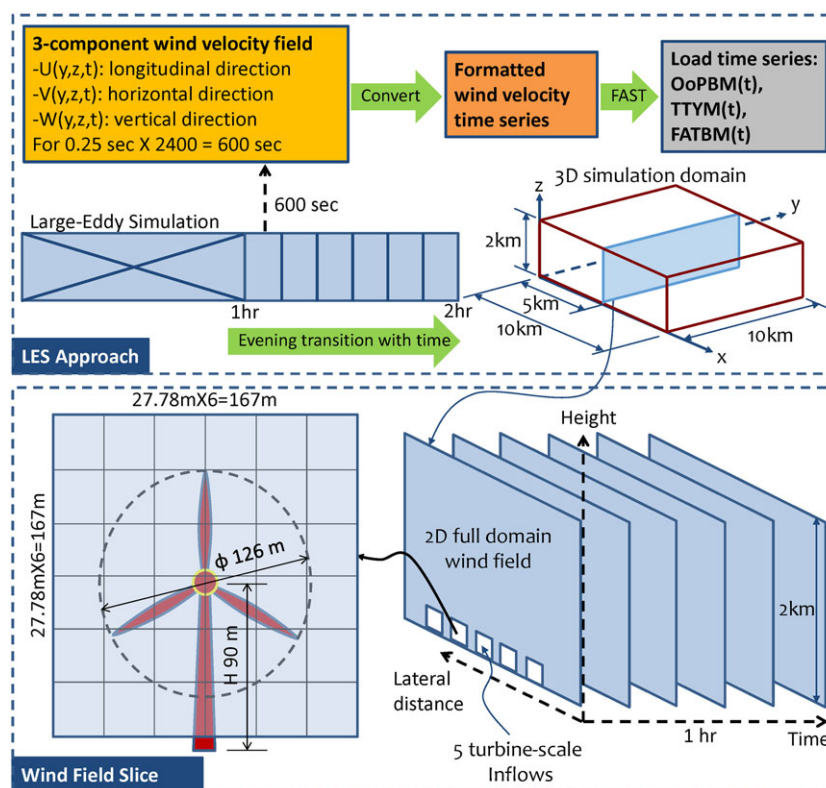 3-component wind velocity field
-U(y,z,t): longitudinal direction
-V(y,z,t): horizontal direction
-W(y,z,t): vertical direction
For 0.25 sec X 2400 = 600 sec
Convert
Formatted
wind velocity
time series
FAST
Load time series:
OoPBM(t),
TTYM(t),
FATBM(t)
600 sec
Large-Eddy Simulation
1hr
2hr
Evening transition with time
LES Approach
3D simulation domain
z
y
2km
5km
10km
10km
x
27.78mX6=167m
27.78mX6=167m
ϕ 126 m
H 90 m
Wind Field Slice
Height
2D full domain
wind field
2km
Lateral
distance
1 hr
Time
5 turbine-scale
Inflows